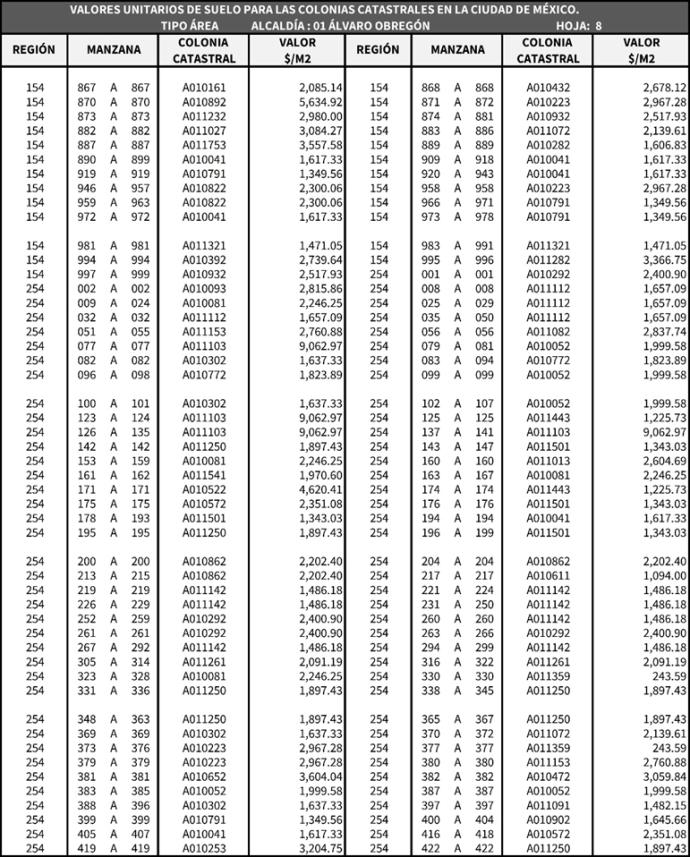 VALORES UNITARIOS DE SUELO PARA LAS COLONIAS CATASTRALES EN LA CIUDAD DE MÉXICO.
TIPO ÁREA ALCALDÍA : 01 ÁLVARO OBREGÓN HOJA: 8
REGIÓN MANZANA COLONIA CATASTRAL VALOR $/M2 REGIÓN MANZANA COLONIA CATASTRAL VALOR $/M2
154 867 A 867 A010161 2,085.14 154 868 A 868 A010432 2,678.12
154 870 A 870 A010892 5,634.92 154 871 A 872 A010223 2,967.28
154 873 A 873 A011232 2,980.00 154 874 A 881 A010932 2,517.93
154 882 A 882 A011027 3,084.27 154 883 A 886 A011072 2,139.61
154 887 A 887 A011753 3,557.58 154 889 A 889 A010282 1,606.83
154 890 A 899 A010041 1,617.33 154 909 A 918 A010041 1,617.33
154 919 A 919 A010791 1,349.56 154 920 A 943 A010041 1,617.33
154 946 A 957 A010822 2,300.06 154 958 A 958 A010223 2,967.28
154 959 A 963 A010822 2,300.06 154 966 A 971 A010791 1,349.56
154 972 A 972 A010041 1,617.33 154 973 A 978 A010791 1,349.56
154 981 A 981 A011321 1,471.05 154 983 A 991 A011321 1,471.05
154 994 A 994 A010392 2,739.64 154 995 A 996 A011282 3,366.75
154 997 A 999 A010932 2,517.93 254 001 A 001 A010292 2,400.90
254 002 A 002 A010093 2,815.86 254 008 A 008 A011112 1,657.09
254 009 A 024 A010081 2,246.25 254 025 A 029 A011112 1,657.09
254 032 A 032 A011112 1,657.09 254 035 A 050 A011112 1,657.09
254 051 A 055 A011153 2,760.88 254 056 A 056 A011082 2,837.74
254 077 A 077 A011103 9,062.97 254 079 A 081 A010052 1,999.58
254 082 A 082 A010302 1,637.33 254 083 A 094 A010772 1,823.89
254 096 A 098 A010772 1,823.89 254 099 A 099 A010052 1,999.58
254 100 A 101 A010302 1,637.33 254 102 A 107 A010052 1,999.58
254 123 A 124 A011103 9,062.97 254 125 A 125 A011443 1,225.73
254 126 A 135 A011103 9,062.97 254 137 A 141 A011103 9,062.97
254 142 A 142 A011250 1,897.43 254 143 A 147 A011501 1,343.03
254 153 A 159 A010081 2,246.25 254 160 A 160 A011013 2,604.69
254 161 A 162 A011541 1,970.60 254 163 A 167 A010081 2,246.25
254 171 A 171 A010522 4,620.41 254 174 A 174 A011443 1,225.73
254 175 A 175 A010572 2,351.08 254 176 A 176 A011501 1,343.03
254 178 A 193 A011501 1,343.03 254 194 A 194 A010041 1,617.33
254 195 A 195 A011250 1,897.43 254 196 A 199 A011501 1,343.03
254 200 A 200 A010862 2,202.40 254 204 A 204 A010862 2,202.40
254 213 A 215 A010862 2,202.40 254 217 A 217 A010611 1,094.00
254 219 A 219 A011142 1,486.18 254 221 A 224 A011142 1,486.18
254 226 A 229 A011142 1,486.18 254 231 A 250 A011142 1,486.18
254 252 A 259 A010292 2,400.90 254 260 A 260 A011142 1,486.18
254 261 A 261 A010292 2,400.90 254 263 A 266 A010292 2,400.90
254 267 A 292 A011142 1,486.18 254 294 A 299 A011142 1,486.18
254 305 A 314 A011261 2,091.19 254 316 A 322 A011261 2,091.19
254 323 A 328 A010081 2,246.25 254 330 A 330 A011359 243.59
254 331 A 336 A011250 1,897.43 254 338 A 345 A011250 1,897.43
254 348 A 363 A011250 1,897.43 254 365 A 367 A011250 1,897.43
254 369 A 369 A010302 1,637.33 254 370 A 372 A011072 2,139.61
254 373 A 376 A010223 2,967.28 254 377 A 377 A011359 243.59
254 379 A 379 A010223 2,967.28 254 380 A 380 A011153 2,760.88
254 381 A 381 A010652 3,604.04 254 382 A 382 A010472 3,059.84
254 383 A 385 A010052 1,999.58 254 387 A 387 A010052 1,999.58
254 388 A 396 A010302 1,637.33 254 397 A 397 A011091 1,482.15
254 399 A 399 A010791 1,349.56 254 400 A 404 A010902 1,645.66
254 405 A 407 A010041 1,617.33 254 416 A 418 A010572 2,351.08
254 419 A 419 A010253 3,204.75 254 422 A 422 A011250 1,897.43